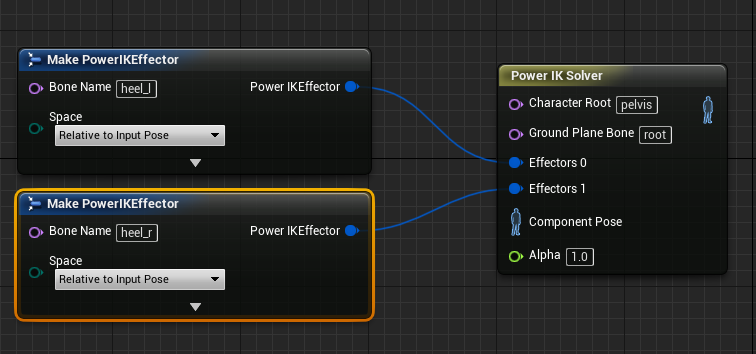 Make PowerIKEffector
Bone Name heel_l
Power IKEffector
Space
Relative to Input Pose
Make PowerIKEffector
Bone Name heel_r
Power IKEffector
Space
Relative to Input Pose
Power IK Solver
Character Root pelvis
Ground Plane Bone root
Effectors 0
Effectors 1
Component Pose
Alpha 1.0